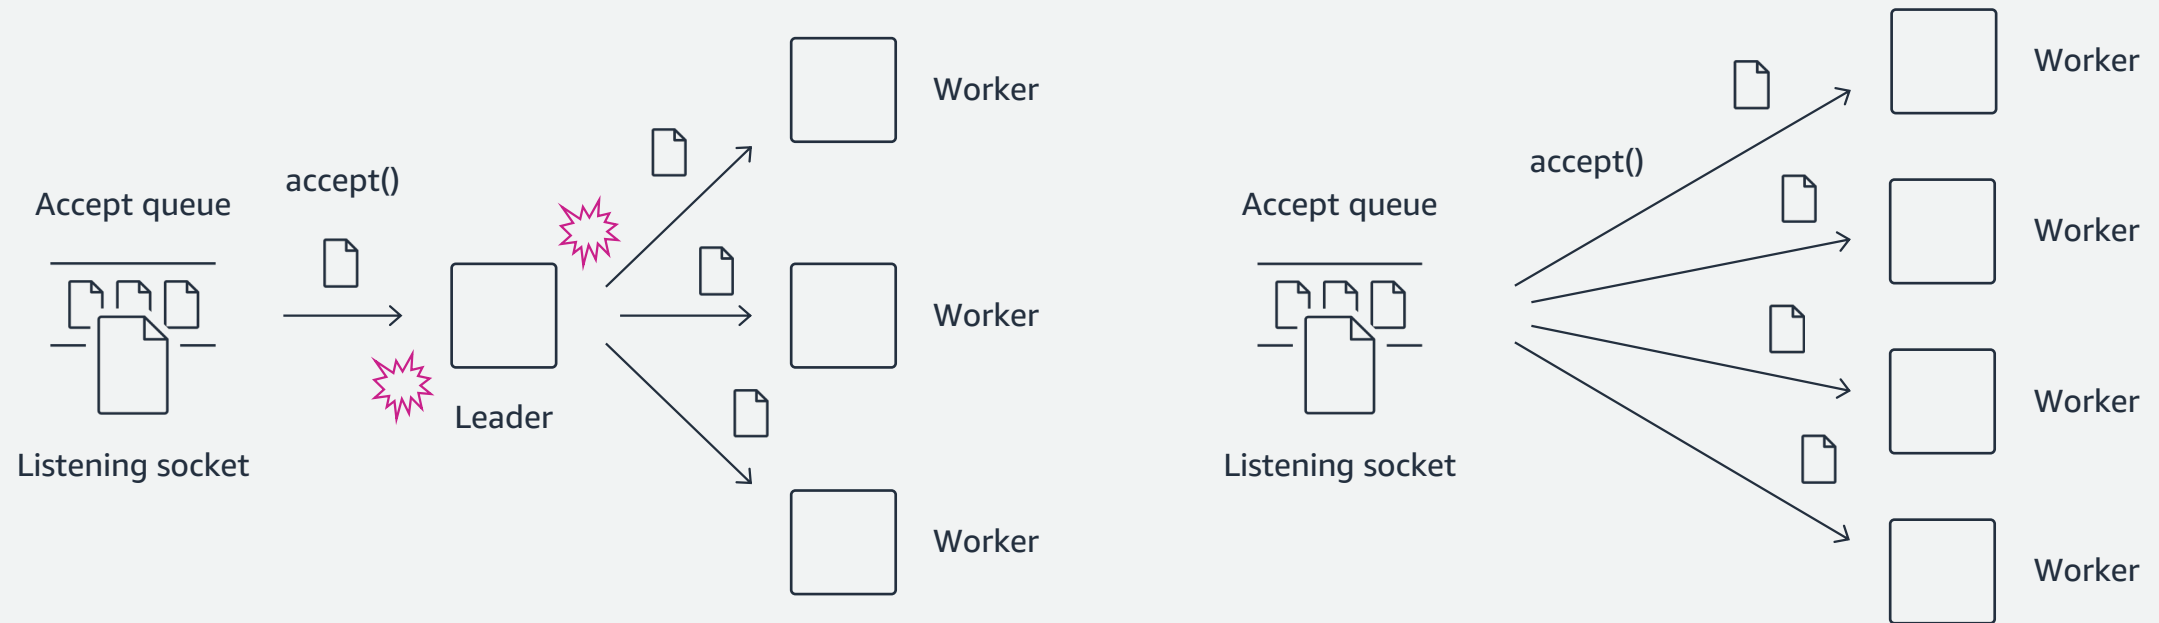 Accept queue
accept()
Listening socket
Leader
Worker
Worker
Worker
Accept queue
accept()
Listening socket
Worker
Worker
Worker
Worker